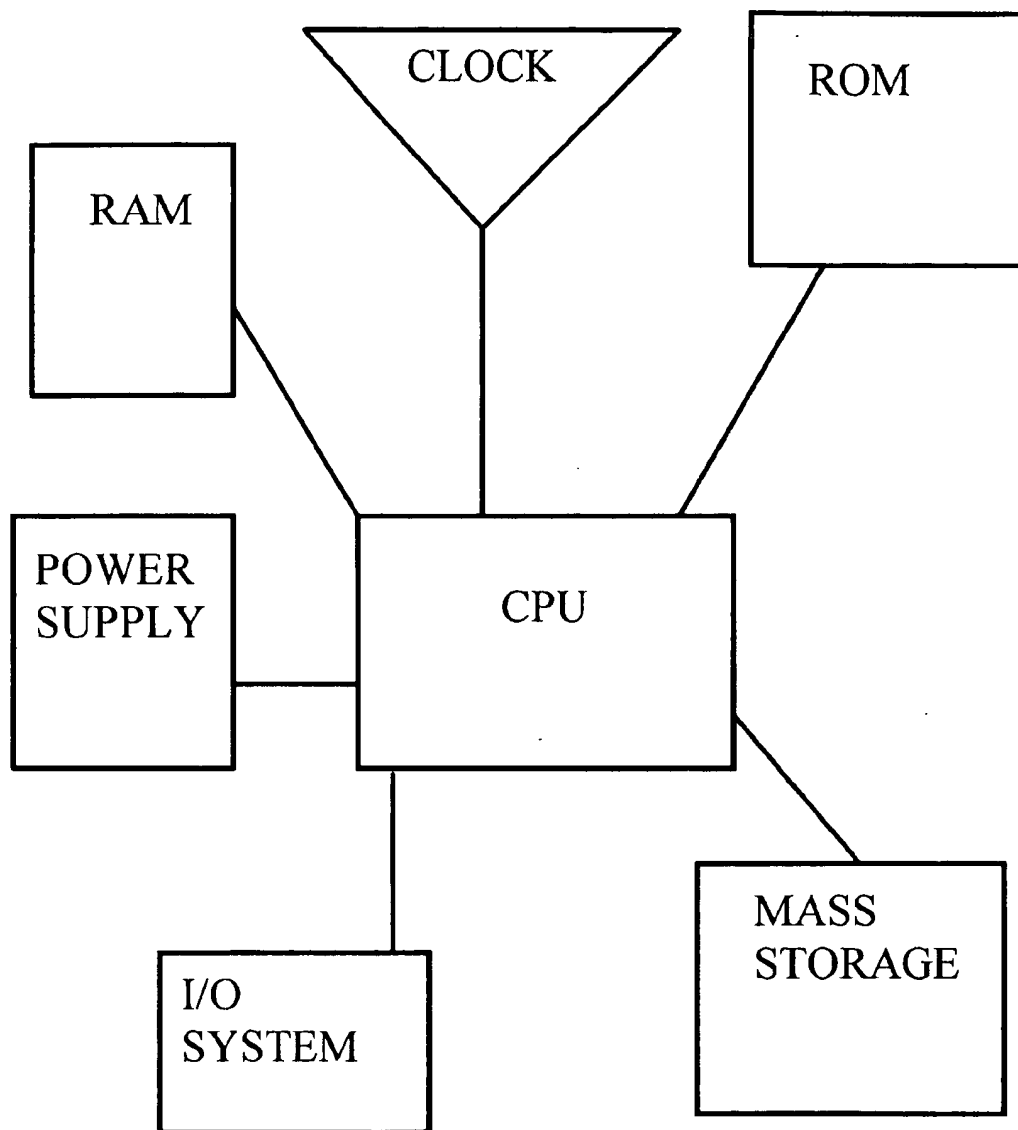 CLOCK
ROM
RAM
POWER
SUPPLY
CPU
MASS
STORAGE
I/O
SYSTEM